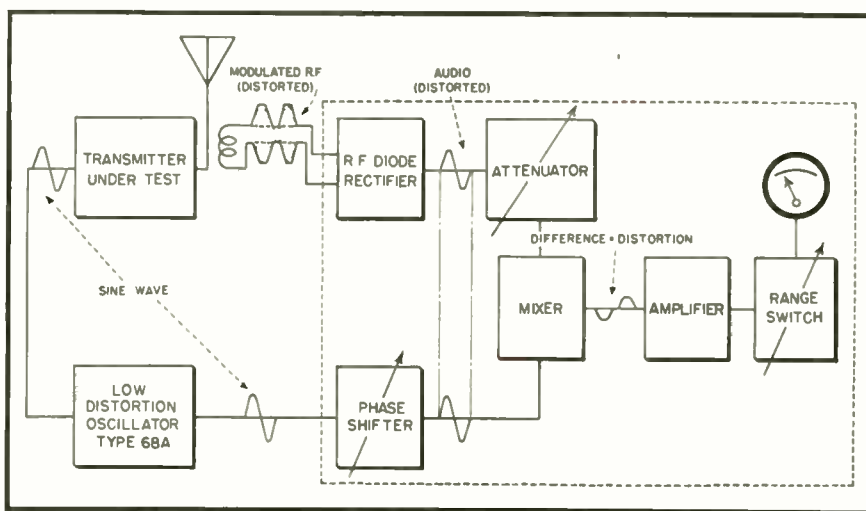 MODULATED R.F
(DISTORTED)
AUDIO
(DISTORTED)
TRANSMITTER
UNDER TEST
R F DIODE
RECTIFIER
ATTENUATOR
DIFFERENCE = DISTORTION
SINE WAVE
MIXER
AMPLIFIER
RANGE
SWITCH
LOW
DISTORTION
OSCILLATOR
TYPE 68A
PHASE
SHIFTER